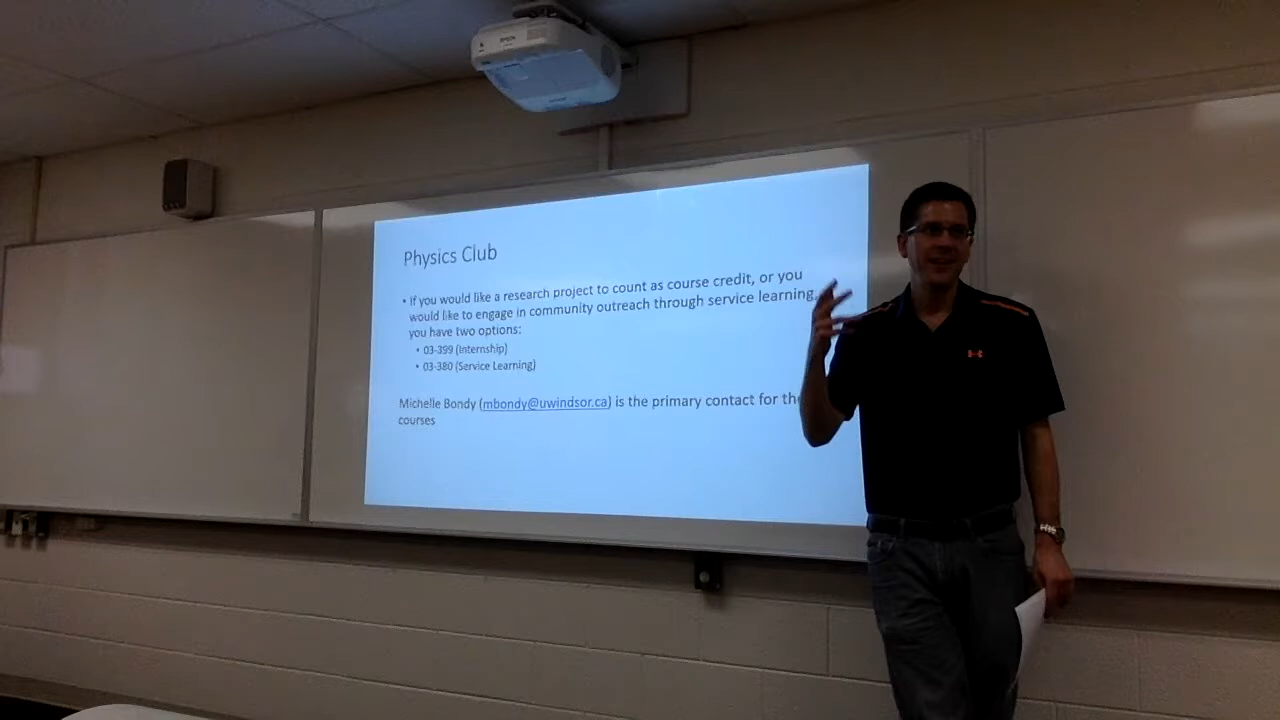 EPSON
Physics Club
• If you would like a research project to count as course credit, or you
would like to engage in community outreach through service learning,
you have two options:
• 03-399 (Internship)
• 03-380 (Service Learning)
Michelle Bondy (mbondy@uwindsor.ca) is the primary contact for
courses